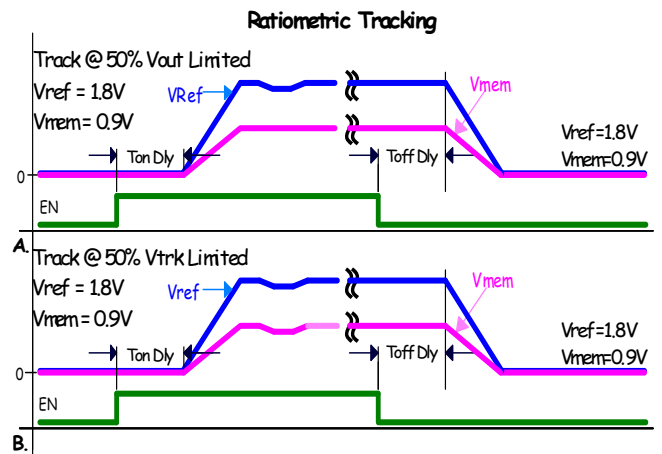 Ratiometric Tracking
Track @ 50% Vout Limited
Vref = 1.8V
VRef
Vmem
Vmem = 0.9V
Vref=1.8V
Ton Dly
Toff Dly
Vmem=0.9V
0
EN
A.
Track @ 50% Vtrk Limited
Vref = 1.8V
Vref
Vmem
Vmem = 0.9V
Vref=1.8V
Ton Dly
Toff Dly
Vmem=0.9V
0
EN
B.